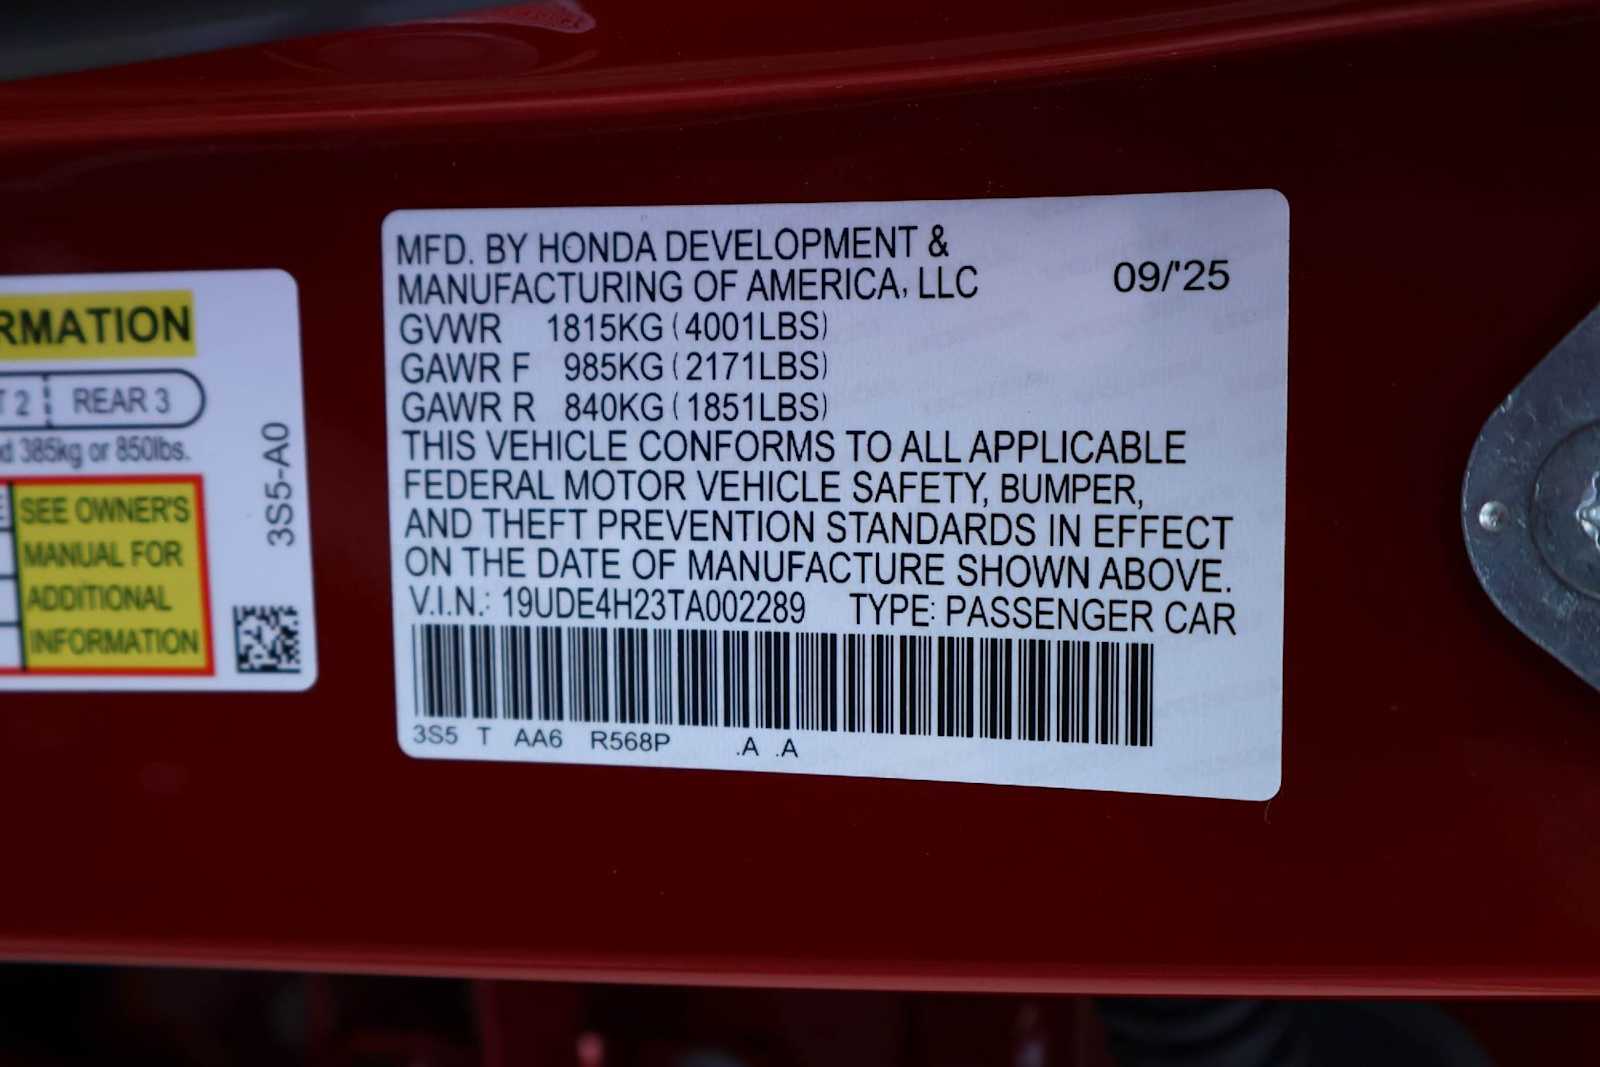 RMATION
T 2 REAR 3
d 385kg or 850lbs.
E SEE OWNER'S
MANUAL FOR
ADDITIONAL
INFORMATION
3S5-A0
MFD. BY HONDA DEVELOPMENT &
MANUFACTURING OF AMERICA, LLC 09/'25
GVWR 1815KG (4001LBS)
GAWR F 985KG (2171LBS)
GAWR R 840KG (1851LBS)
THIS VEHICLE CONFORMS TO ALL APPLICABLE
FEDERAL MOTOR VEHICLE SAFETY, BUMPER,
AND THEFT PREVENTION STANDARDS IN EFFECT
ON THE DATE OF MANUFACTURE SHOWN ABOVE.
V.I.N.: 19UDE4H23TA002289 TYPE: PASSENGER CAR
3S5 T AA6 R568P .A .A